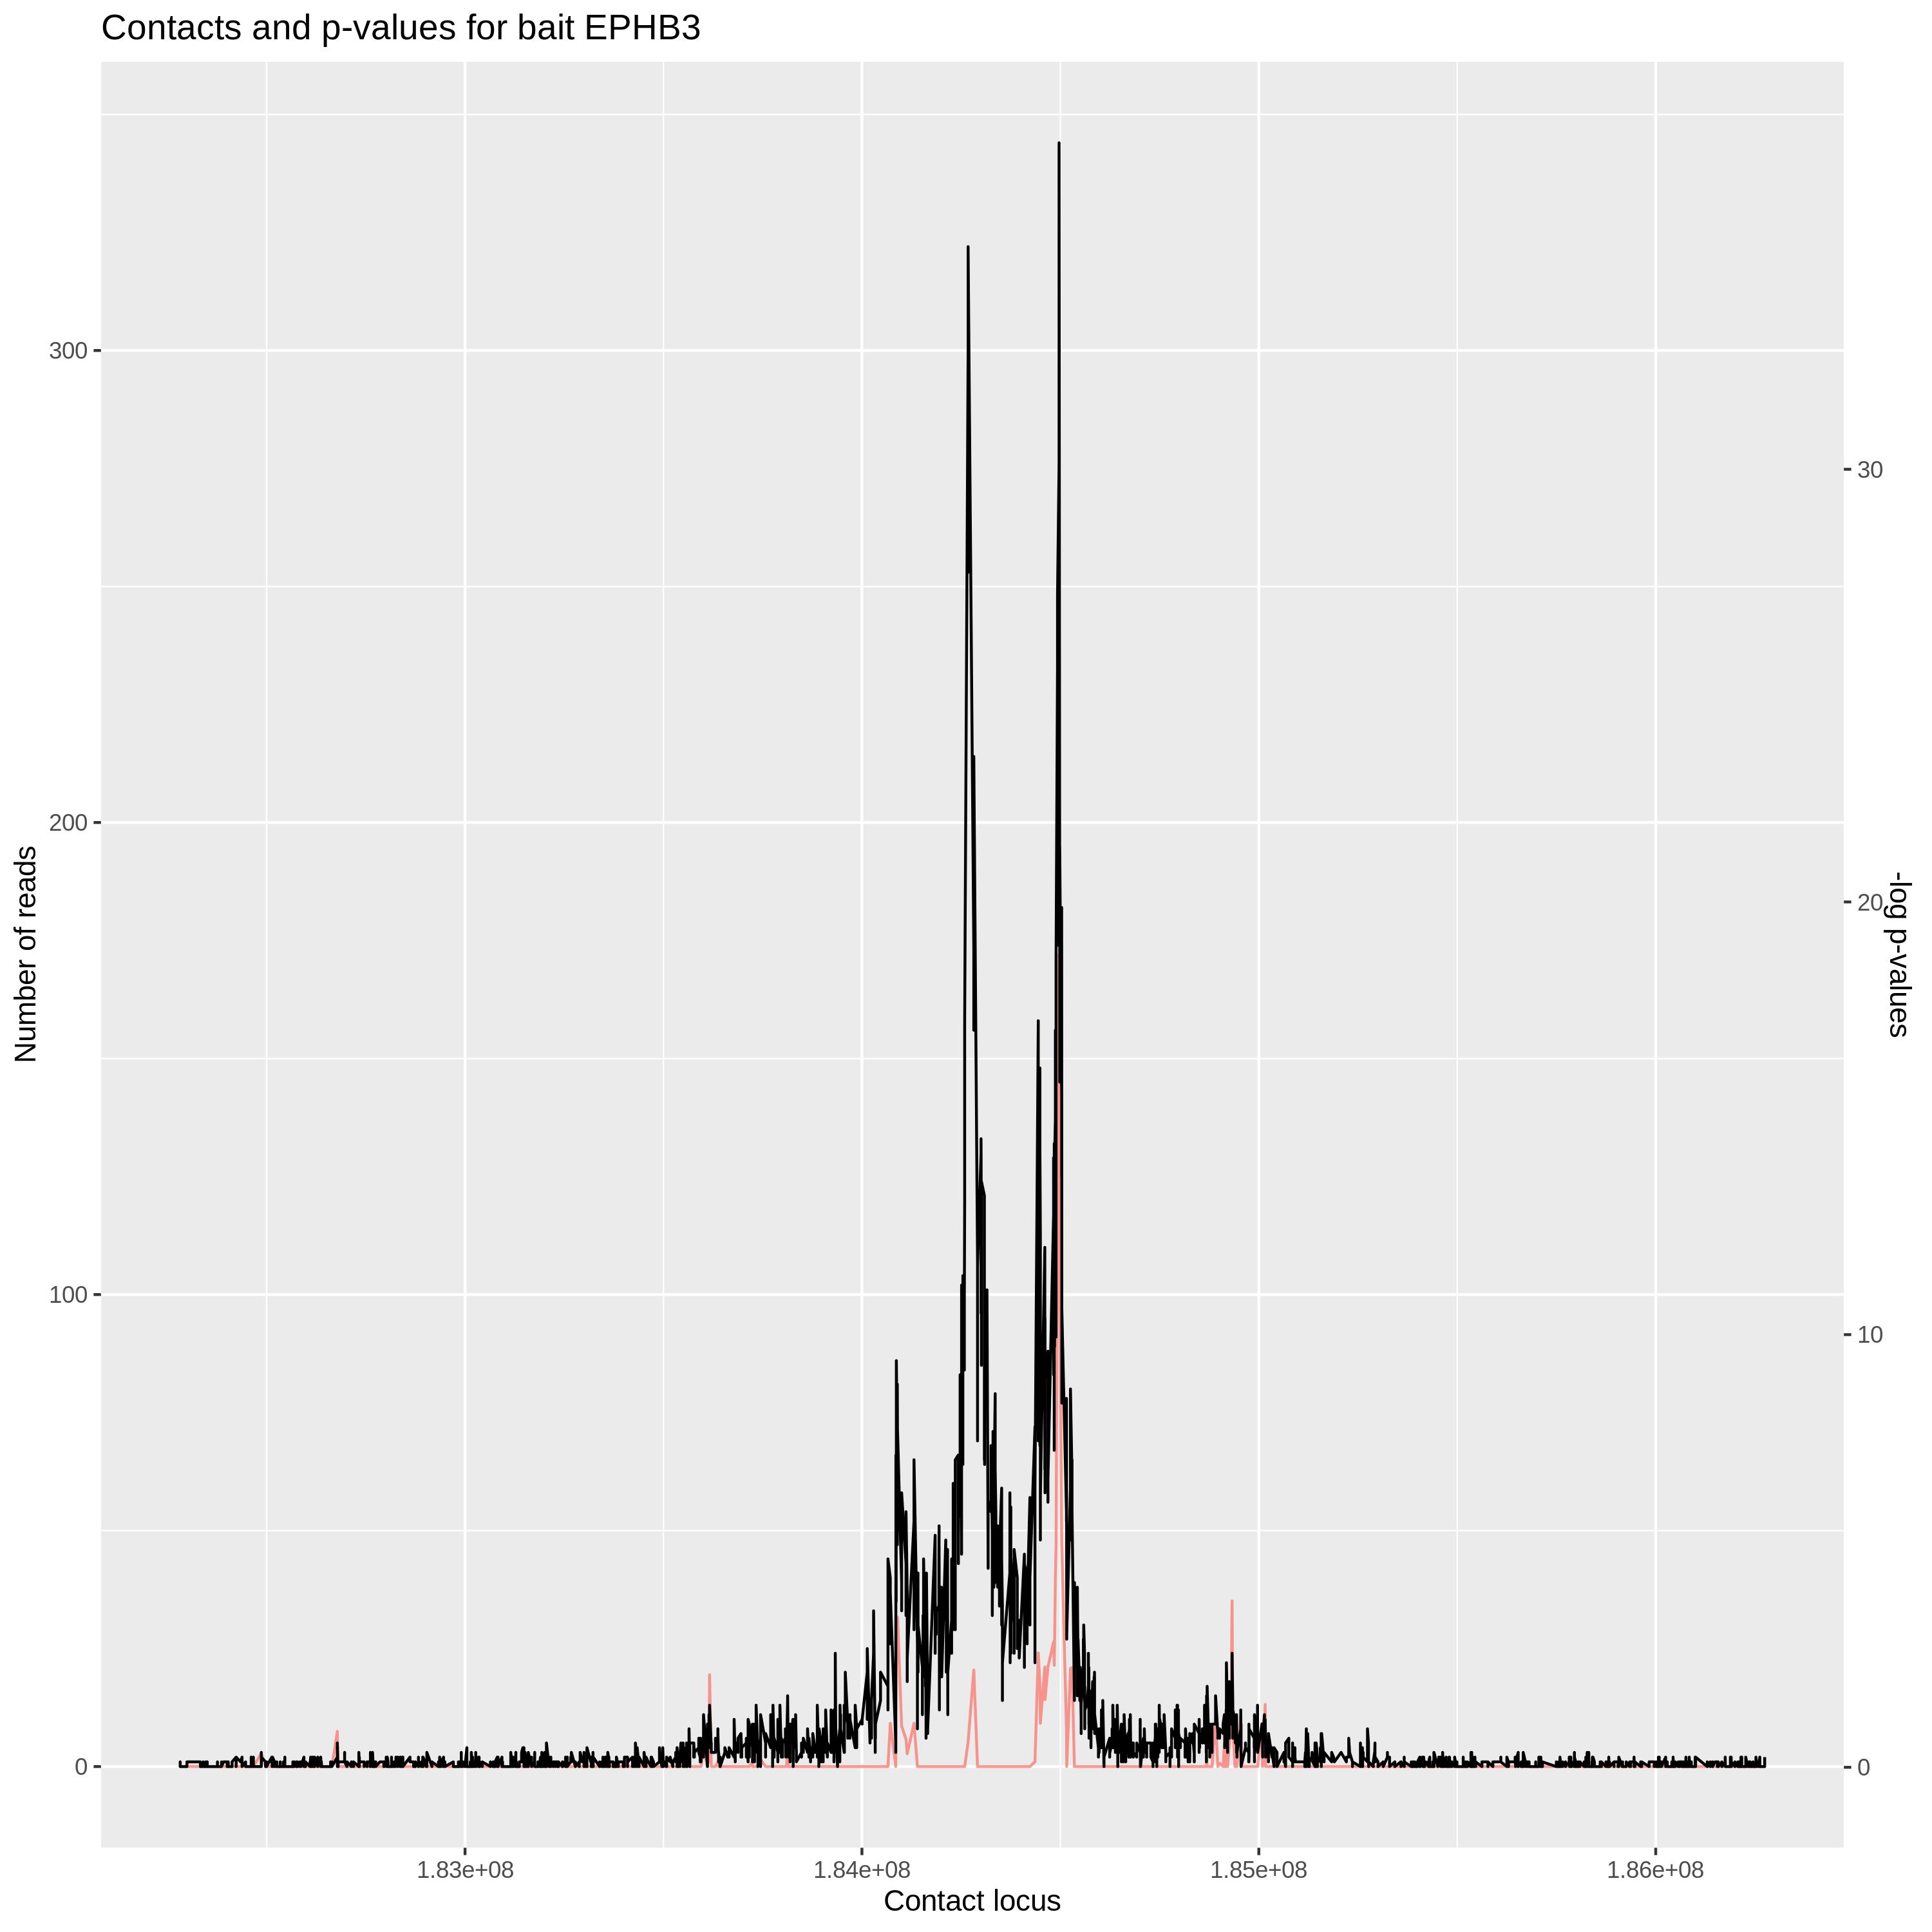 Contacts and p-values for bait EPHB3
Number of reads
300
200
100
0
30
20
10
0
-log p-values
1.83e+08 1.84e+08 1.85e+08 1.86e+08
Contact locus